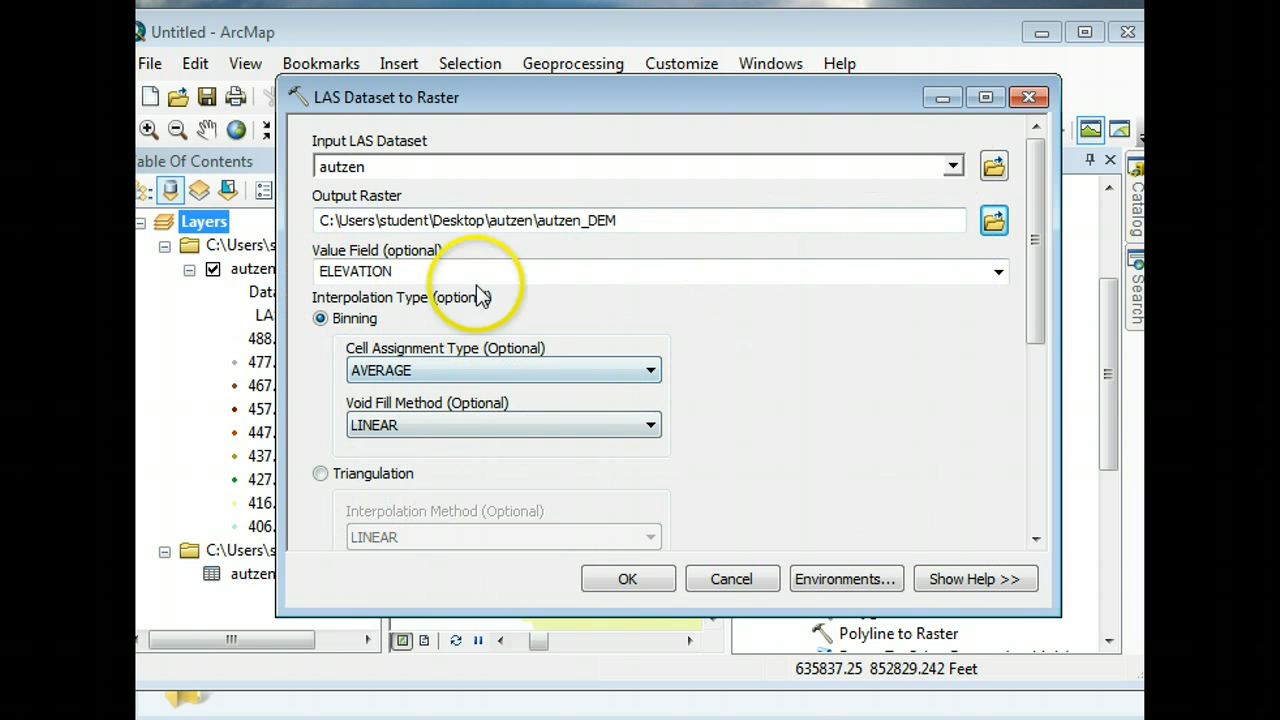 Untitled - ArcMap
File Edit View Bookmarks Insert Selection Geoprocessing Customize Windows Help
LAS Dataset to Raster
Table Of Contents
Layers
C:\Users\s
autzen
Data
LA
488.
477.
467.
457.
447.
437.
427.
416.
406.
C:\Users\s
autzen
Input LAS Dataset
autzen
Output Raster
C:\Users\student\Desktop\autzen\autzen_DEM
Value Field (optional)
ELEVATION
Interpolation Type (optional)
Binning
Cell Assignment Type (Optional)
AVERAGE
Void Fill Method (Optional)
LINEAR
Triangulation
Interpolation Method (Optional)
LINEAR
OK Cancel Environments... Show Help >>
Catalog
Search
Polyline to Raster
635837.25 852829.242 Feet